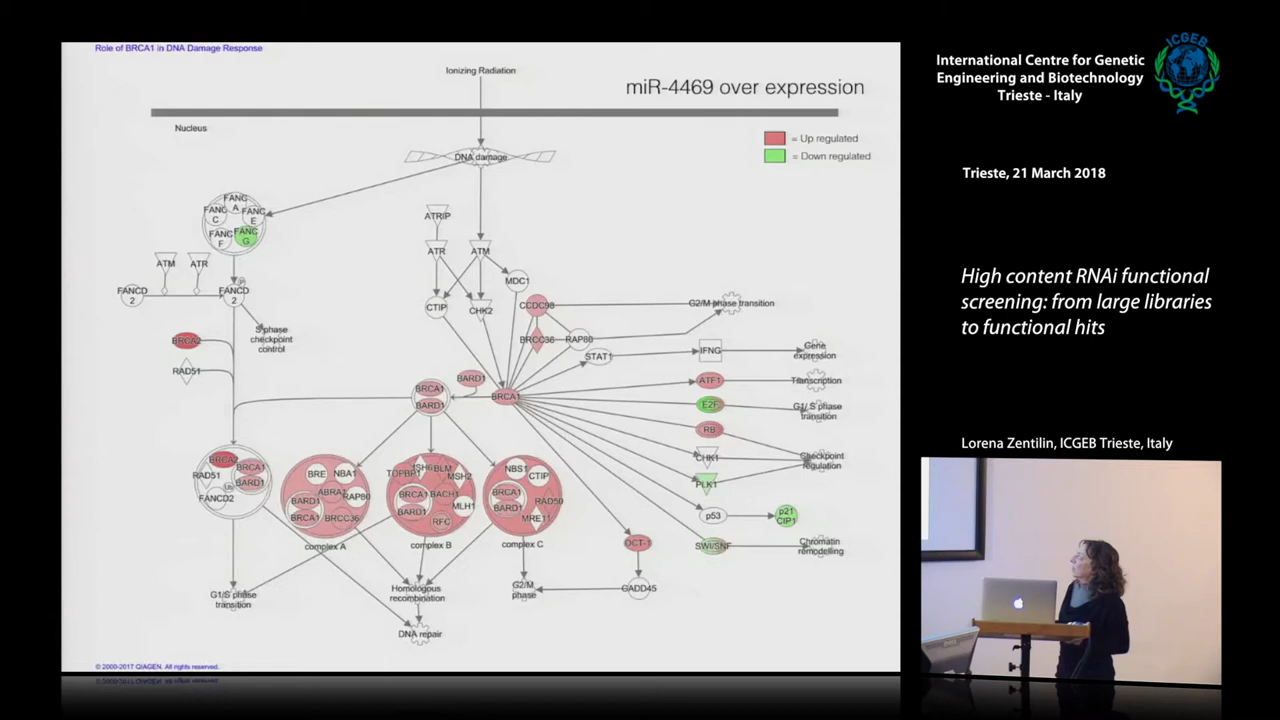 Role of BRCA1 in DNA Damage Response
Ionizing Radiation
miR-4469 over expression
Nucleus
= Up regulated
= Down regulated
DNA damage
FANC
A
FANC
C
FANC
E
FANC
F
FANC
G
ATRIP
ATR
ATM
MDC1
ATM
ATR
FANCD
2
FANCD
2
CTIP
CHK2
CCDC98
G2/M phase transition
S phase
checkpoint
control
BRCA2
BRCC36
RAP80
STAT1
IFNG
Gene
expression
RAD51
BRCA1
BARD1
BARD1
BRCA1
ATF1
Transcription
E2F
G1/ S phase
transition
RB
CHK1
Checkpoint
regulation
PLK1
p53
p21
CIP1
OCT-1
SWI/SNF
Chromatin
remodelling
BRCA2
RAD51
BRCA1
BARD1
FANCD2
BRE
NBA1
ABRA1
RAP80
BARD1
BRCA1
BRCC36
complex A
TOPBP1
MSH6
BLM
MSH2
BRCA1
BACH1
BARD1
MLH1
RFC
complex B
NBS1
CTIP
BRCA1
BARD1
RAD50
MRE11
complex C
G1/S phase
transition
Homologous
recombination
G2/M
phase
GADD45
DNA repair
© 2000-2017 QIAGEN. All rights reserved.
ICGEB
International Centre for Genetic
Engineering and Biotechnology
Trieste - Italy
Trieste, 21 March 2018
High content RNAi functional
screening: from large libraries
to functional hits
Lorena Zentilin, ICGEB Trieste, Italy